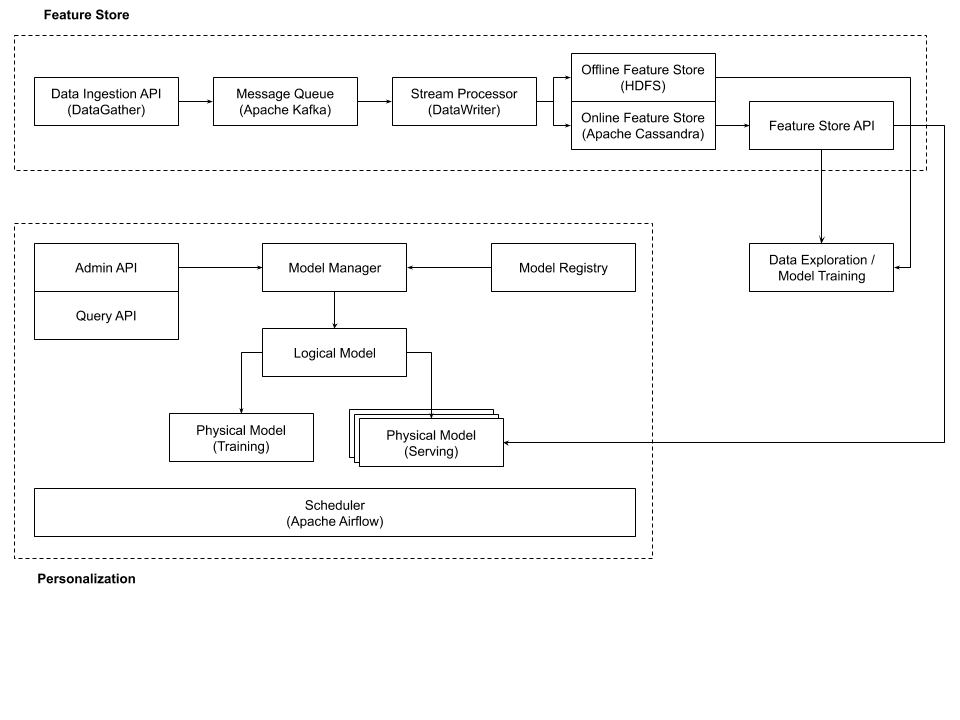 Feature Store
Data Ingestion API
(DataGather)
Message Queue
(Apache Kafka)
Stream Processor
(DataWriter)
Offline Feature Store
(HDFS)
Online Feature Store
(Apache Cassandra)
Feature Store API
Admin API
Query API
Model Manager
Model Registry
Data Exploration /
Model Training
Logical Model
Physical Model
(Training)
Physical Model
(Serving)
Scheduler
(Apache Airflow)
Personalization